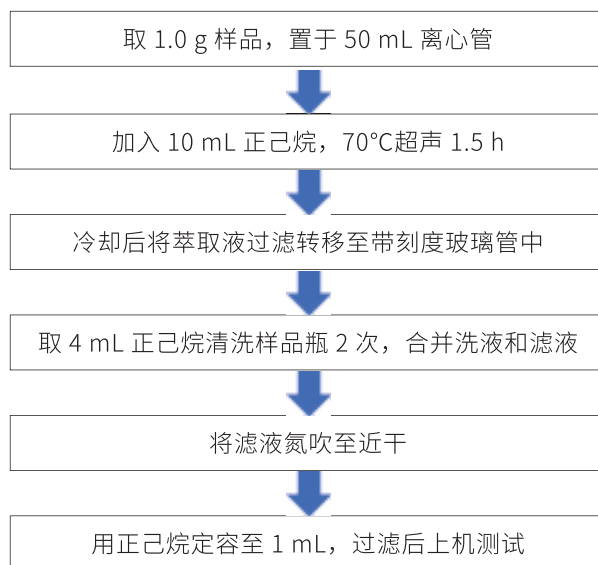 取 1.0 g 样品，置于 50 mL 离心管
加入 10 mL 正己烷，70°C超声 1.5 h
冷却后将萃取液过滤转移至带刻度玻璃管中
取 4 mL 正己烷清洗样品瓶 2 次，合并洗液和滤液
将滤液氮吹至近干
用正己烷定容至 1 mL，过滤后上机测试